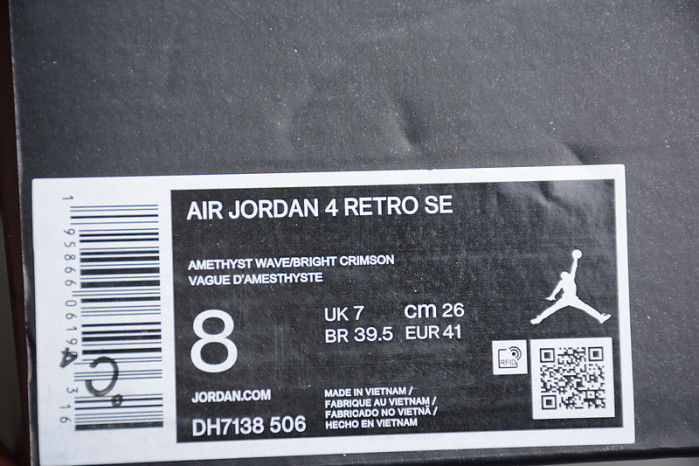 AIR JORDAN 4 RETRO SE
AMETHYST WAVE/BRIGHT CRIMSON
VAGUE D'AMESTHYSTE
8
UK 7 cm 26
BR 39.5 EUR 41
RFID
JORDAN.COM
DH7138 506
MADE IN VIETNAM /
FABRIQUE AU VIETNAM /
FABRICADO NO VIETNÃ /
HECHO EN VIETNAM
1 95866 06194 316